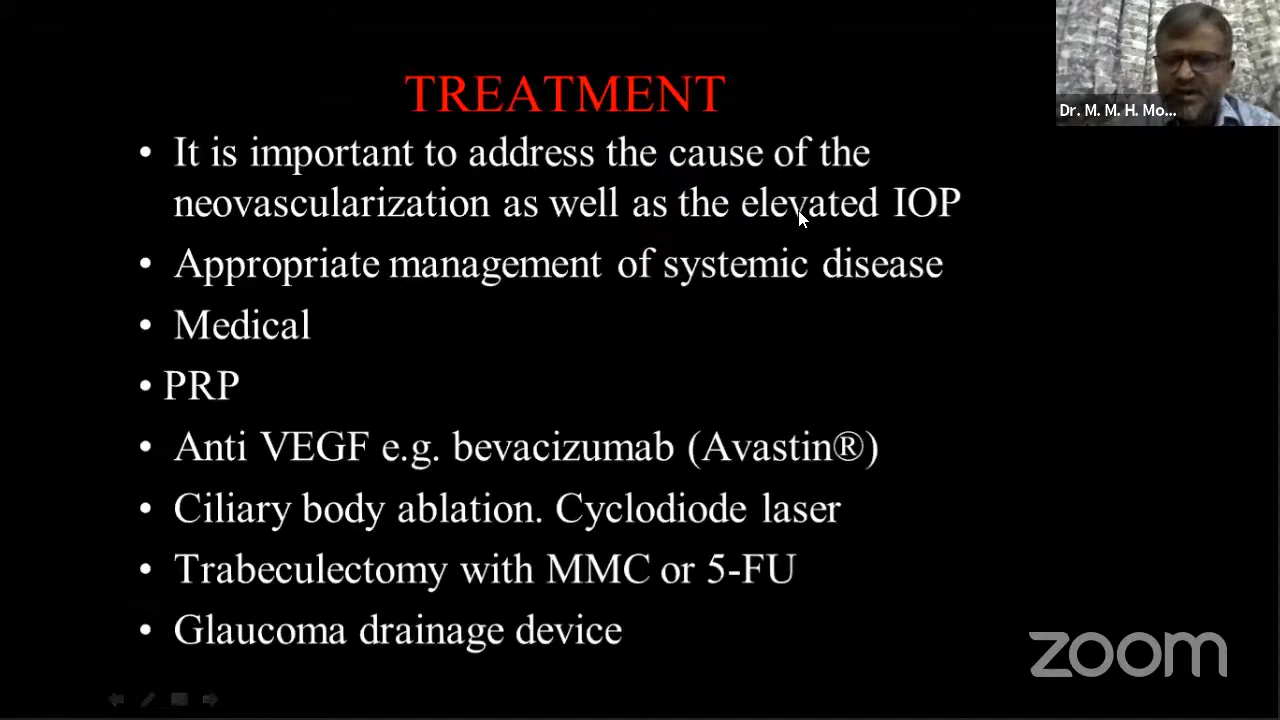 TREATMENT
• It is important to address the cause of the
neovascularization as well as the elevated IOP
• Appropriate management of systemic disease
• Medical
• PRP
• Anti VEGF e.g. bevacizumab (Avastin®)
• Ciliary body ablation. Cyclodiode laser
• Trabeculectomy with MMC or 5-FU
• Glaucoma drainage device
Dr. M. M. H. Mo...
zoom